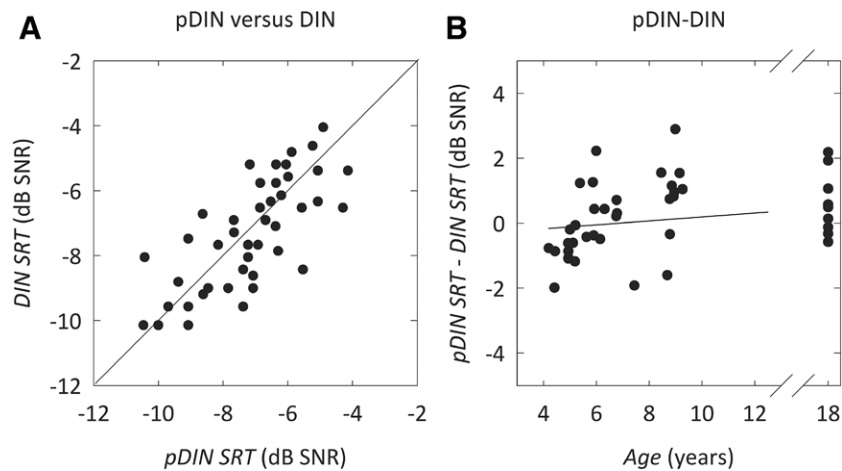 A
pDIN versus DIN
-2
-4
-6
-8
-10
-12
DIN SRT (dB SNR)
-12 -10 -8 -6 -4 -2
pDIN SRT (dB SNR)
B
pDIN-DIN
4
2
0
-2
-4
pDIN SRT - DIN SRT (dB SNR)
4 6 8 10 12 18
Age (years)